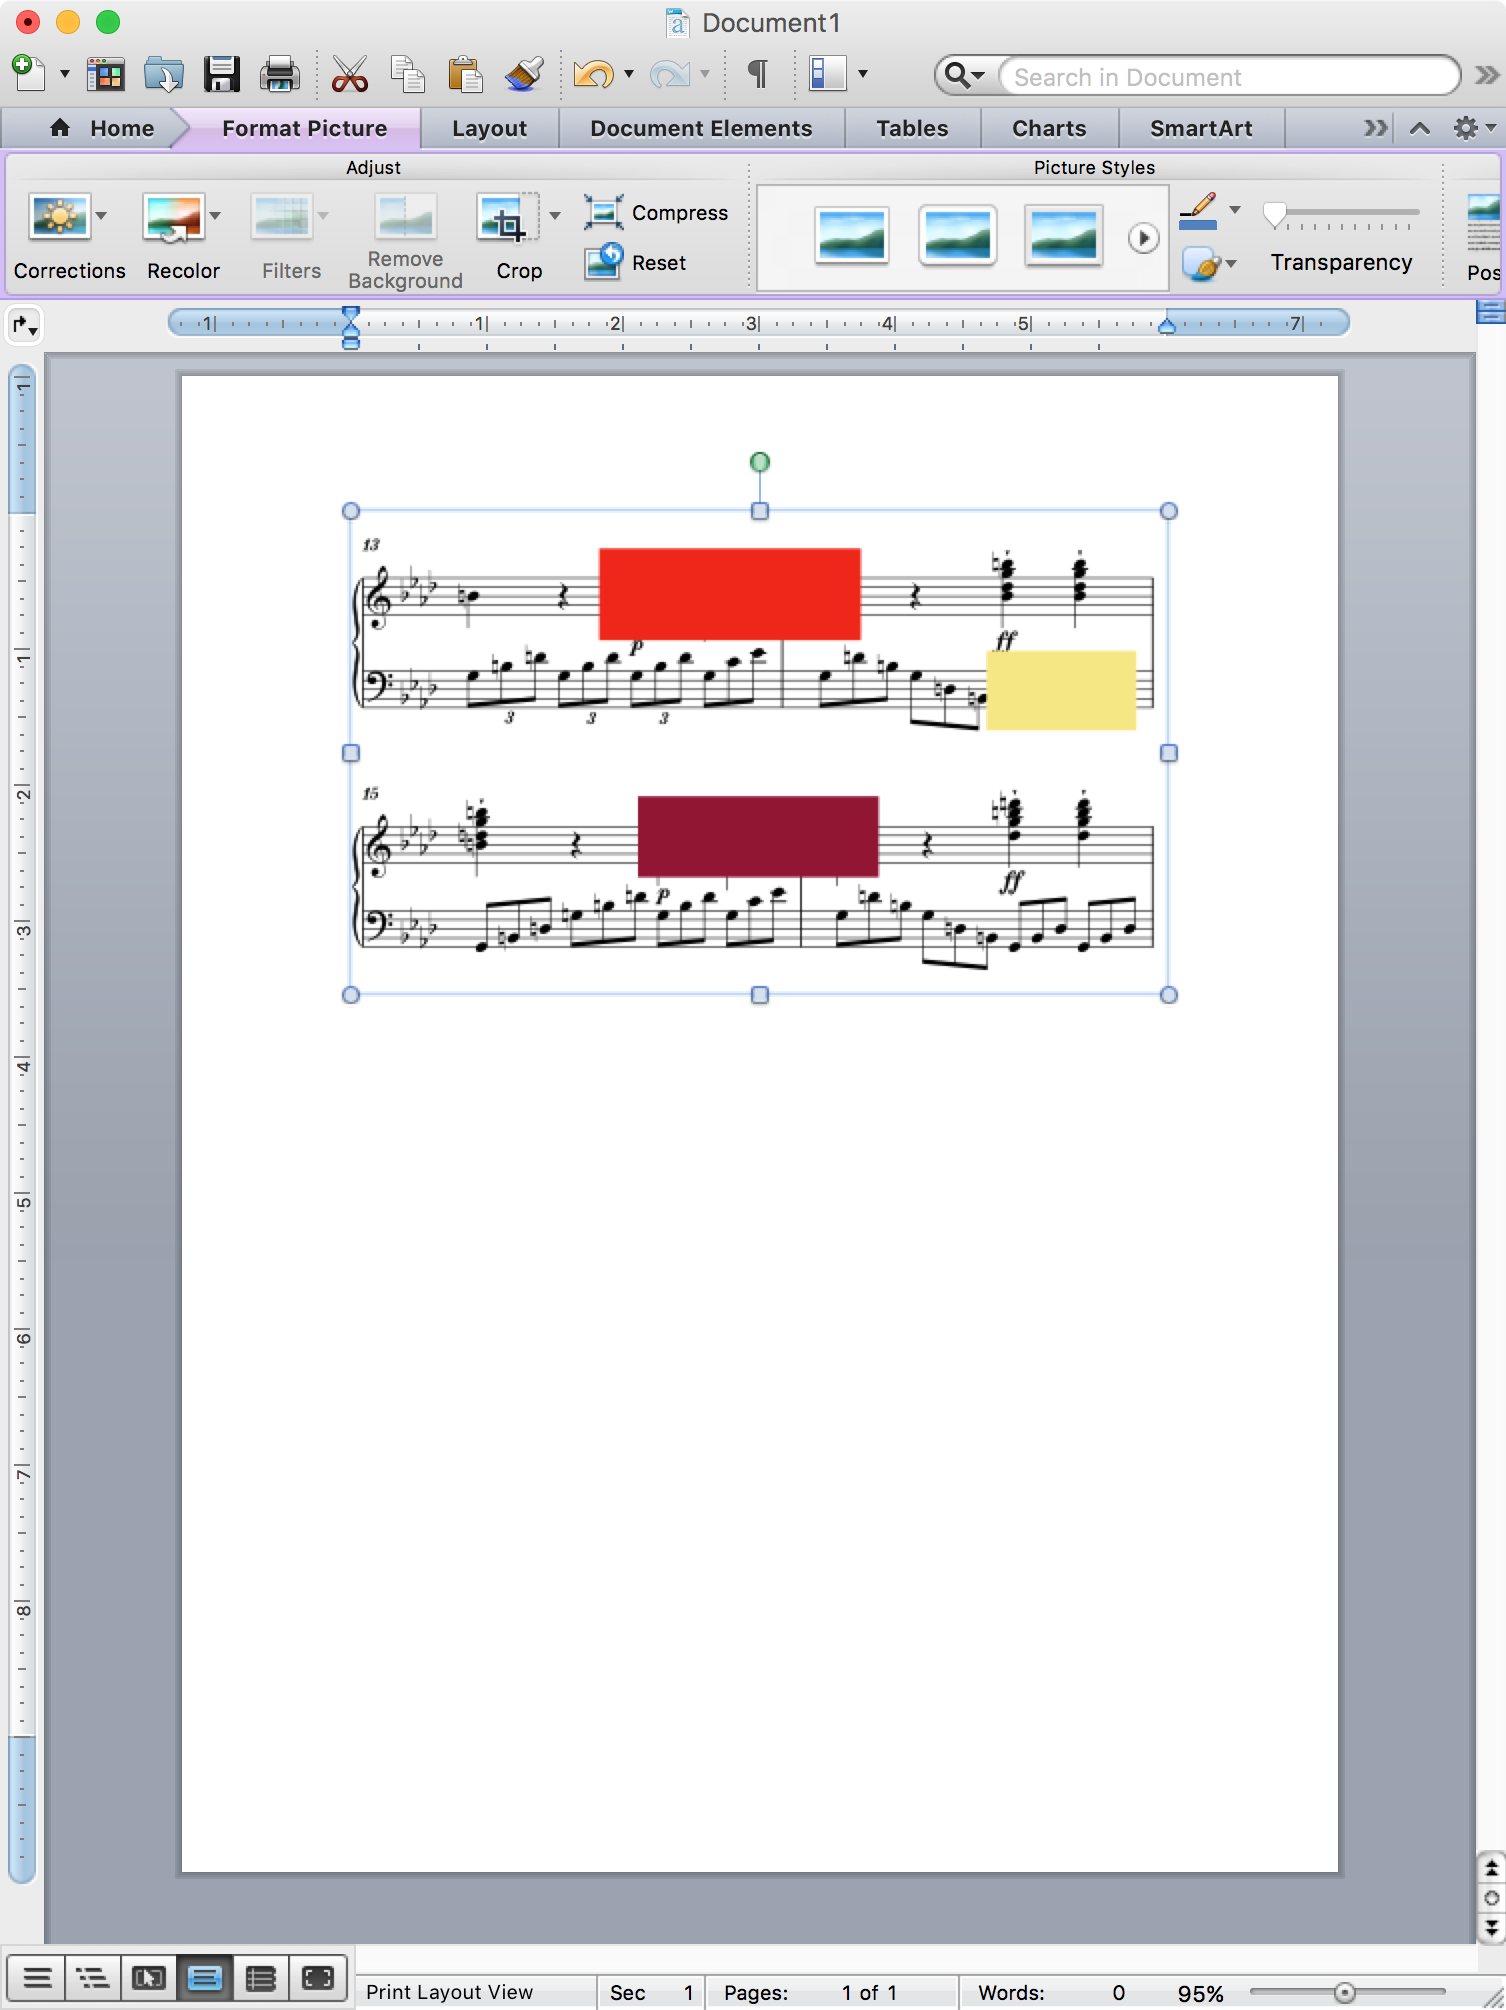 Document1
Search in Document
Home Format Picture Layout Document Elements Tables Charts SmartArt
Adjust Picture Styles
Corrections Recolor Filters Remove Background Crop Compress Reset Transparency Pos
1 1 2 3 4 5 7
13
p ff
3 3 3
15
p ff
1 1 2 3 4 5 6 7 8
Print Layout View Sec 1 Pages: 1 of 1 Words: 0 95%